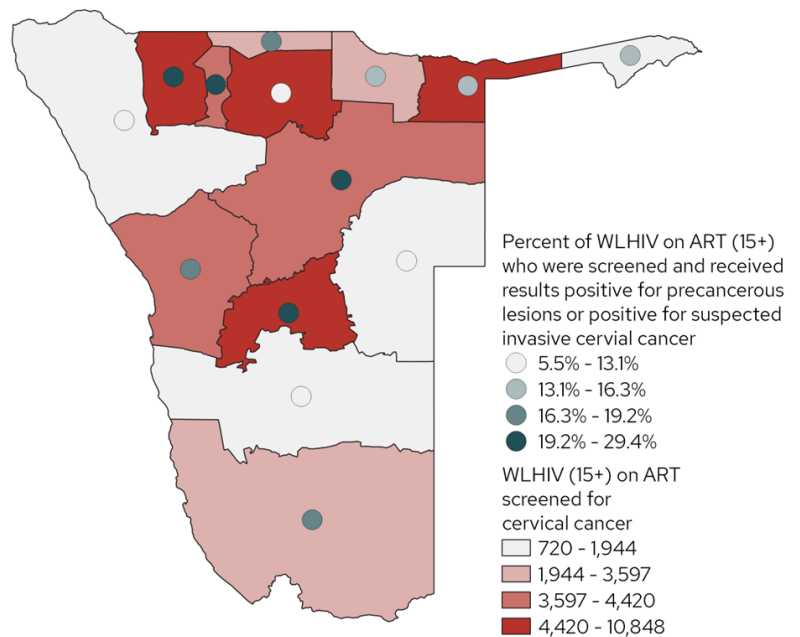 Percent of WLHIV on ART (15+)
who were screened and received
results positive for precancerous
lesions or positive for suspected
invasive cervial cancer
5.5% - 13.1%
13.1% - 16.3%
16.3% - 19.2%
19.2% - 29.4%
WLHIV (15+) on ART
screened for
cervical cancer
720 - 1,944
1,944 - 3,597
3,597 - 4,420
4,420 - 10,848